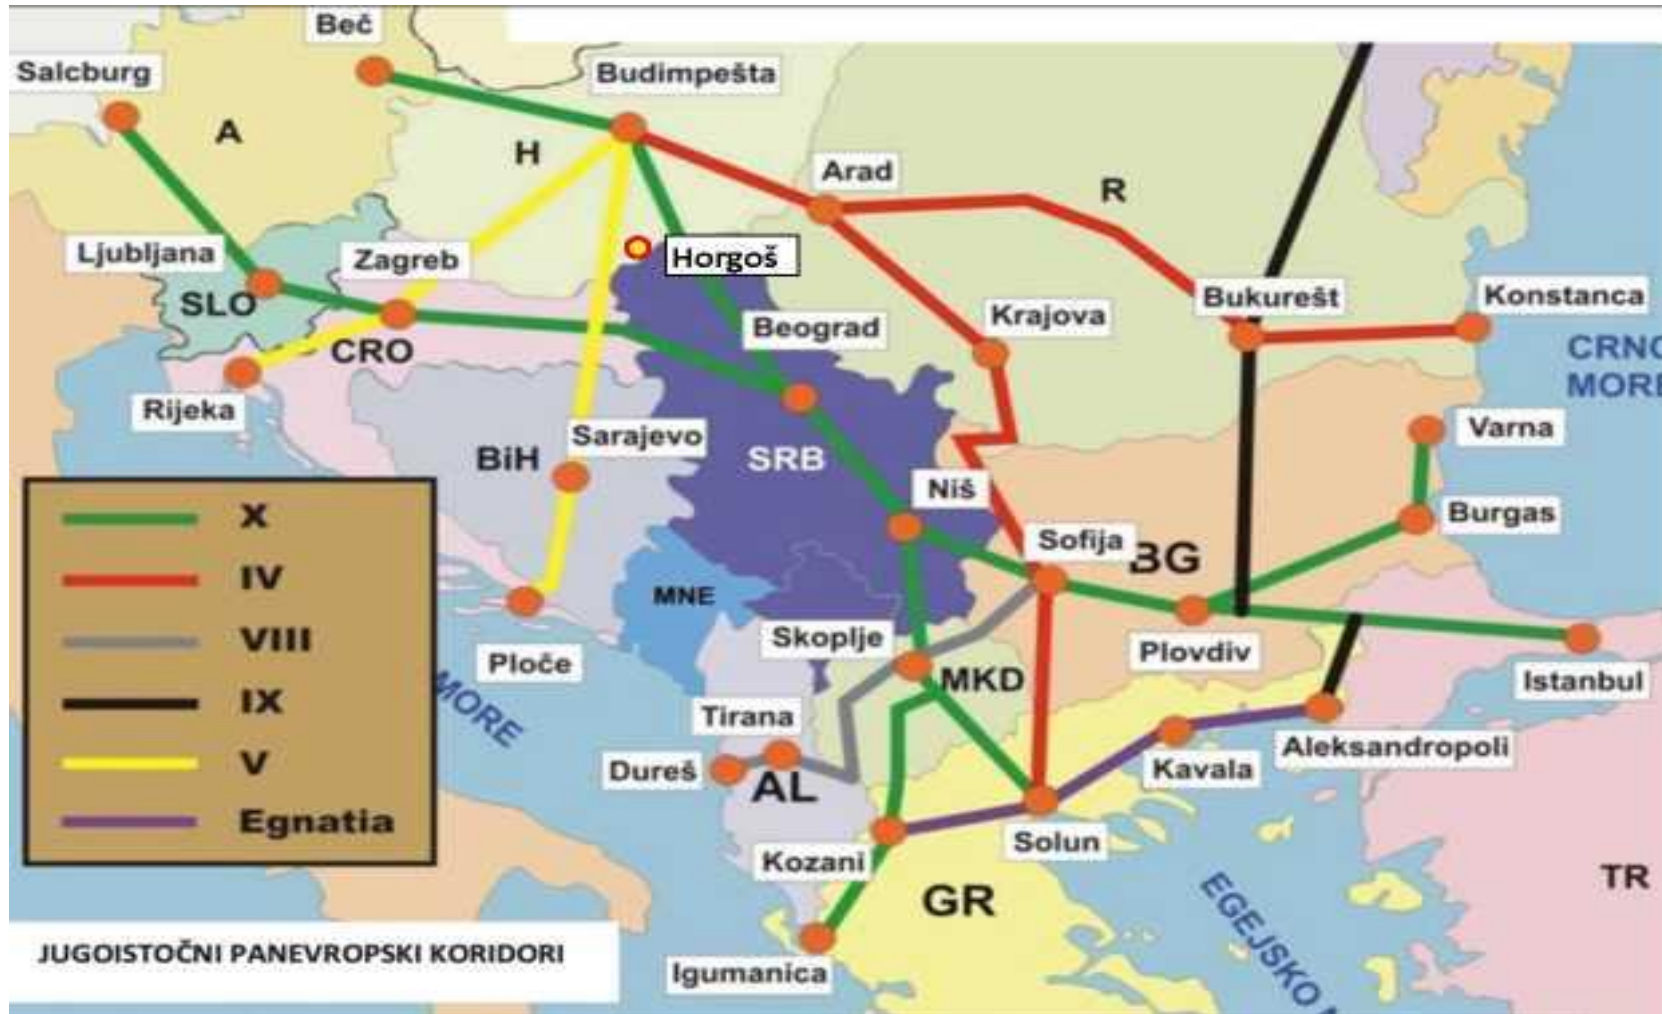 Beč
Salcburg
Budimpešta
A
H
Arad
R
Ljubljana
Zagreb
Horgoš
SLO
Beograd
Krajova
Bukurešt
Konstanca
CRO
CRNO
MORE
Rijeka
Sarajevo
BiH
SRB
Varna
Niš
Burgas
Sofija
BG
X
IV
VIII
IX
V
Egnatia
MNE
Ploče
Skoplje
MKD
Plovdiv
Istanbul
MORE
Tirana
Dureš
AL
Kavala
Aleksandropoli
Kozani
Solun
GR
TR
EGEJSKO
Igumanica
JUGOISTOČNI PANEVROPSKI KORIDORI